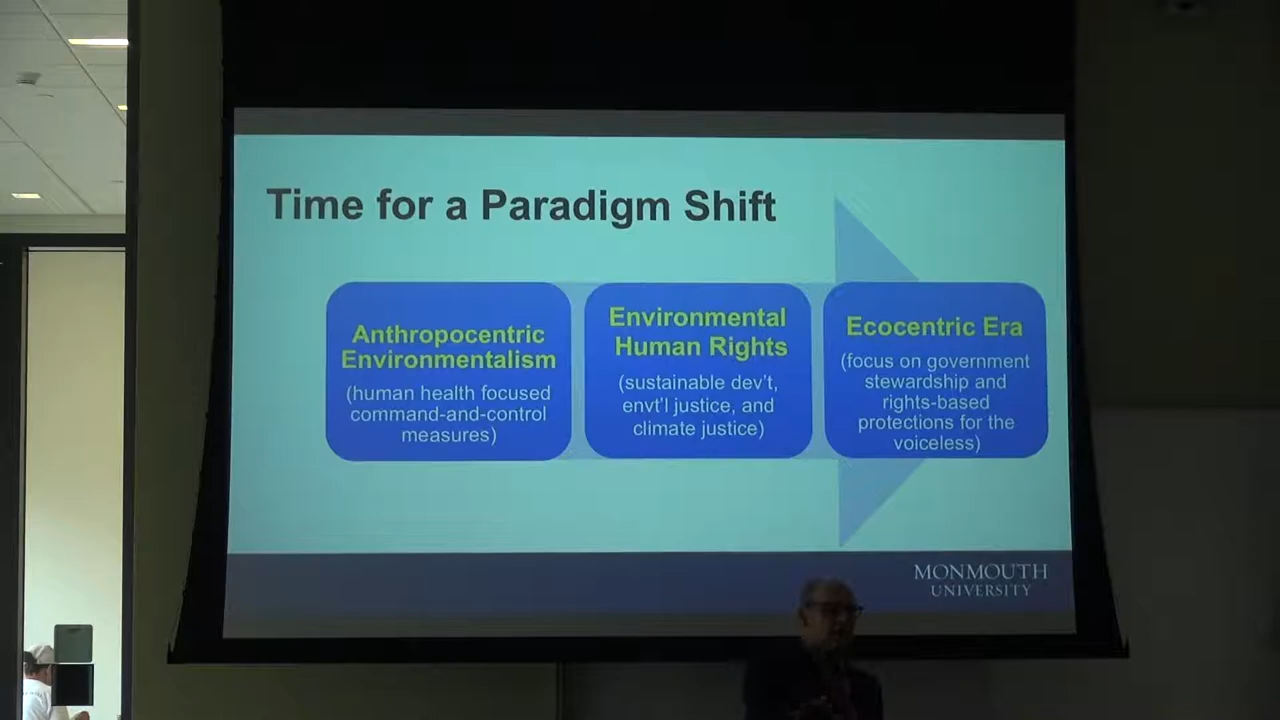 Time for a Paradigm Shift
Anthropocentric
Environmentalism
(human health focused
command-and-control
measures)
Environmental
Human Rights
(sustainable dev't,
envt'l justice, and
climate justice)
Ecocentric Era
(focus on government
stewardship and
rights-based
protections for the
voiceless)
MONMOUTH
UNIVERSITY